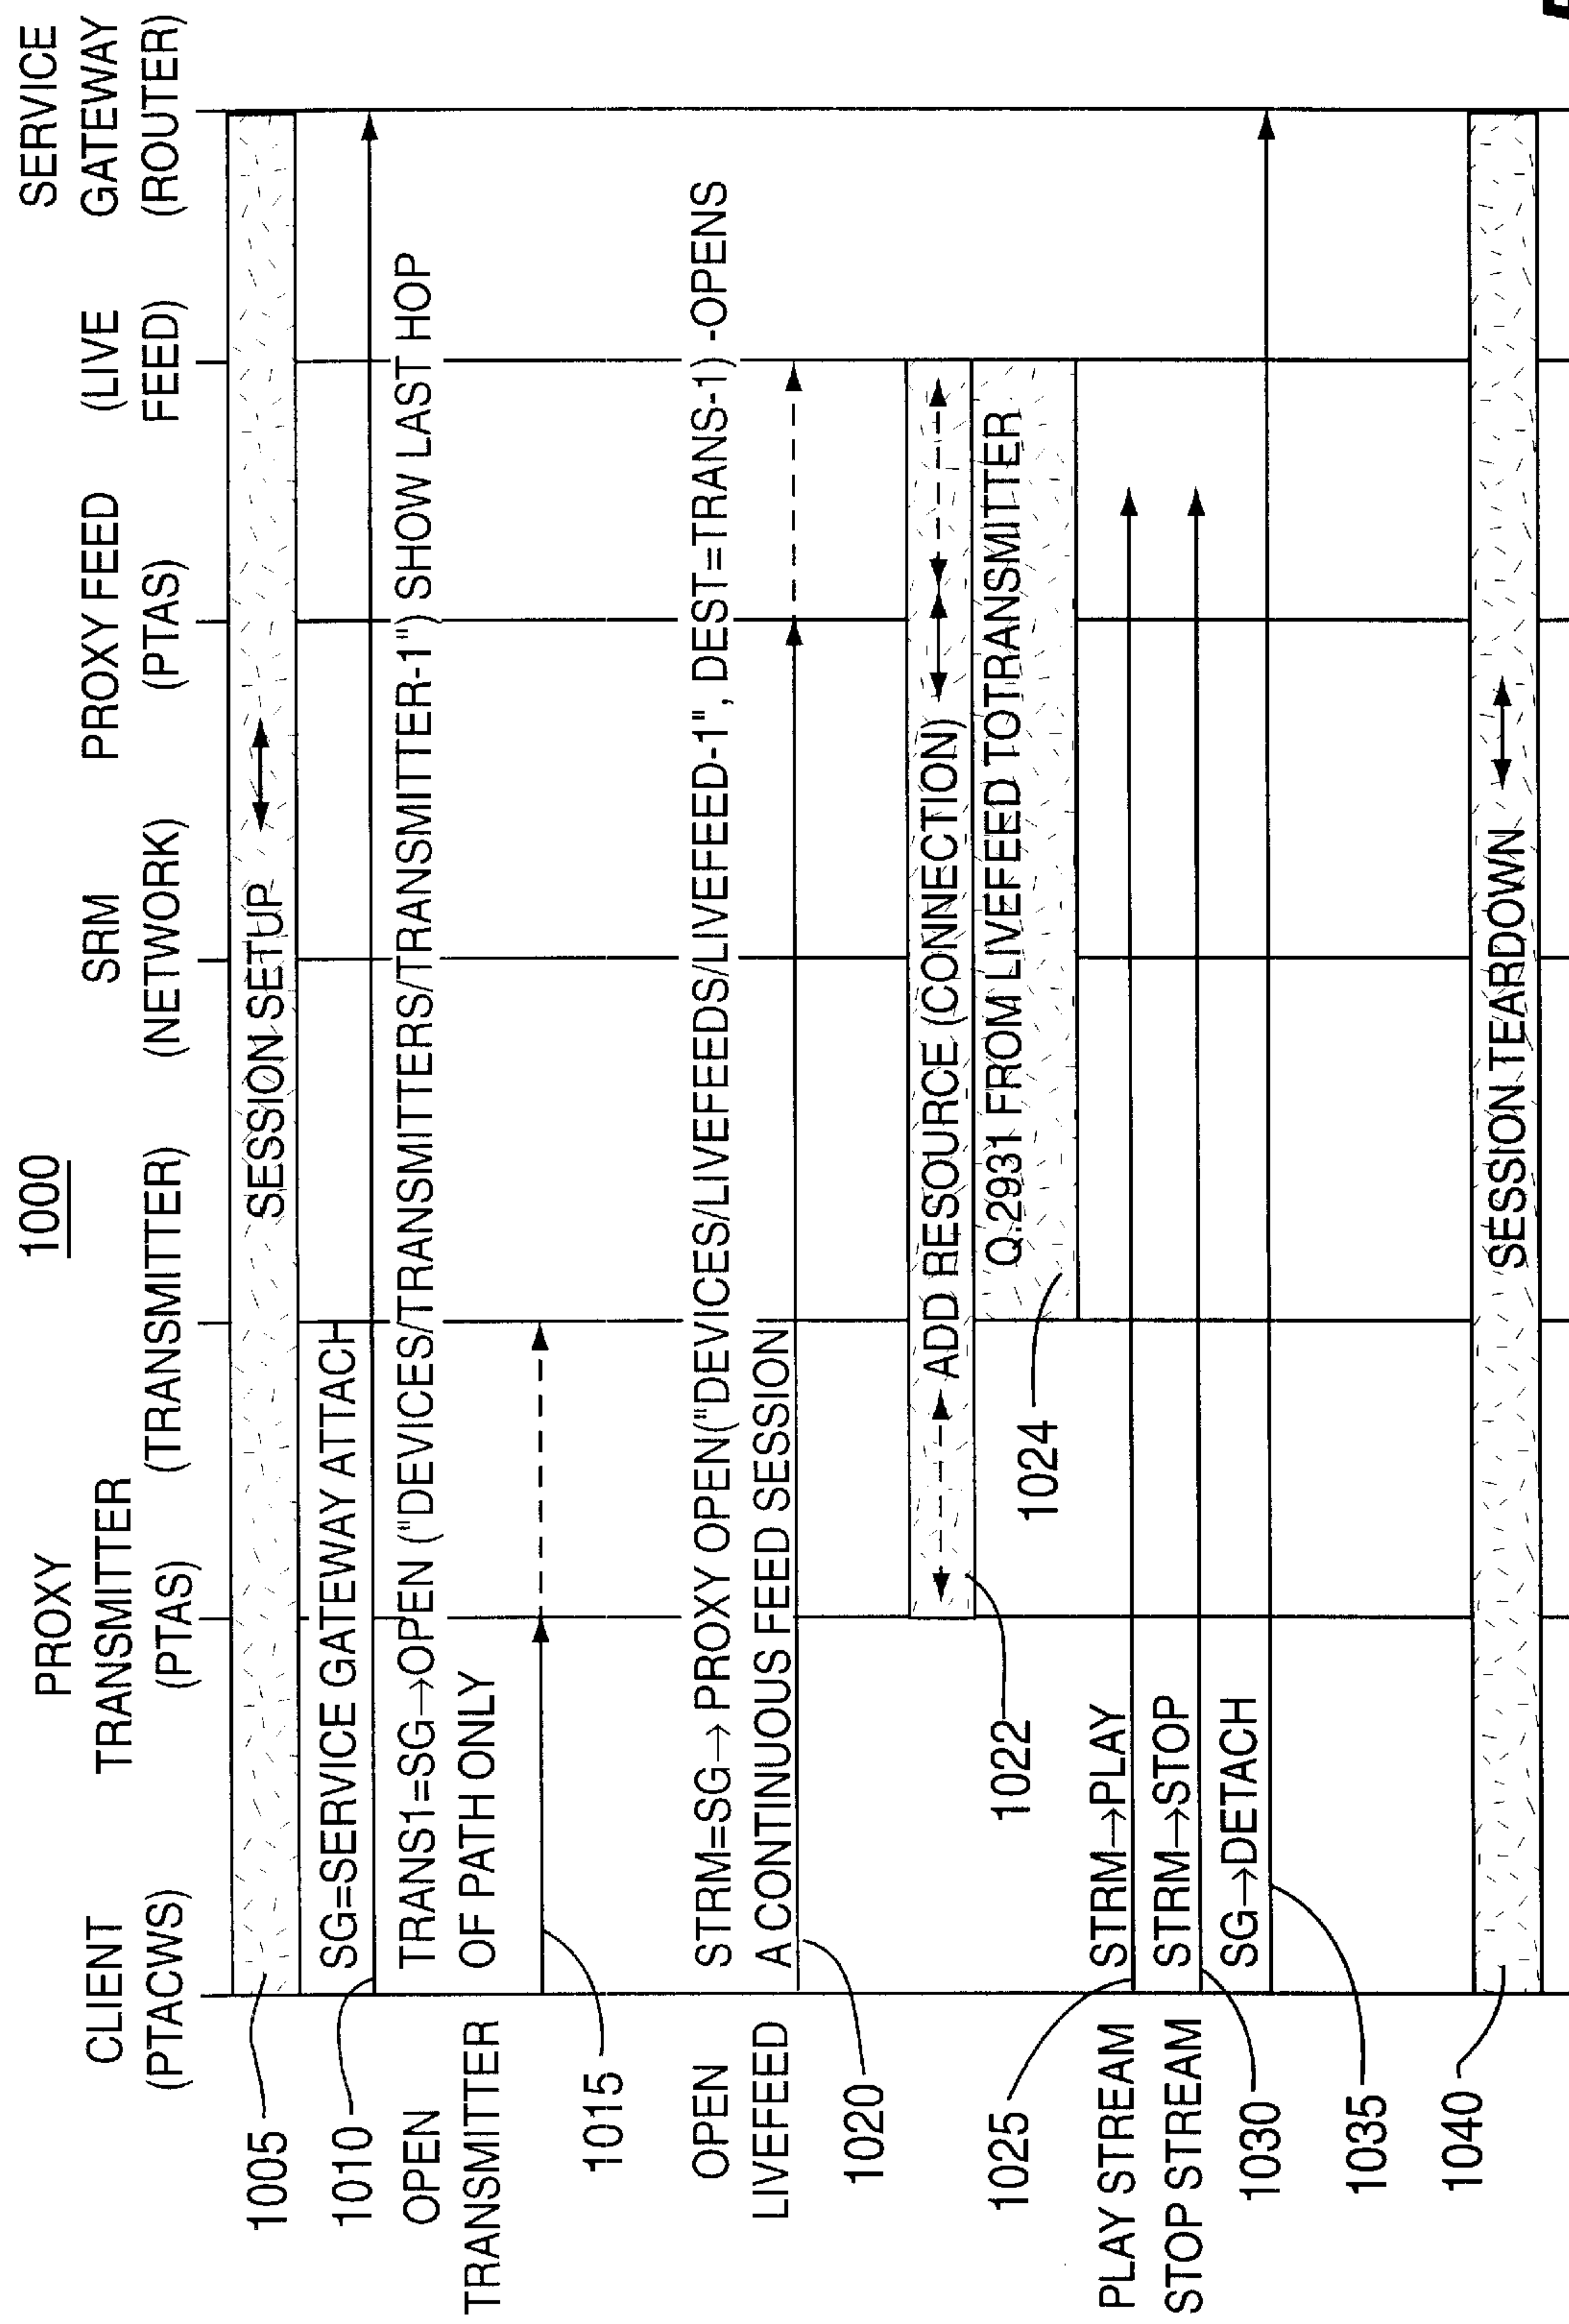 1000
CLIENT
(PTACWS)
PROXY
TRANSMITTER
(PTAS)
(TRANSMITTER)
SRM
(NETWORK)
PROXY FEED
(PTAS)
(LIVE
FEED)
SERVICE
GATEWAY
(ROUTER)
1005
SESSION SETUP
1010
SG=SERVICE GATEWAY ATTACH
OPEN
TRANSMITTER
TRANS1=SG→OPEN ("DEVICES/TRANSMITTERS/TRANSMITTERS/TRANSMITTER-1") SHOW LAST HOP
OF PATH ONLY
1015
OPEN
LIVEFEED
STRM=SG→ PROXY OPEN("DEVICES/LIVEFEEDS/LIVEFEED-1", DEST=TRANS-1) -OPENS
A CONTINUOUS FEED SESSION
1020
ADD RESOURCE (CONNECTION)
1022
Q.2931 FROM LIVEFEED TOTRANSMITTER
1024
1025
PLAY STREAM
STRM→PLAY
STOP STREAM
STRM→STOP
1030
SG→DETACH
1035
1040
SESSION TEARDOWN